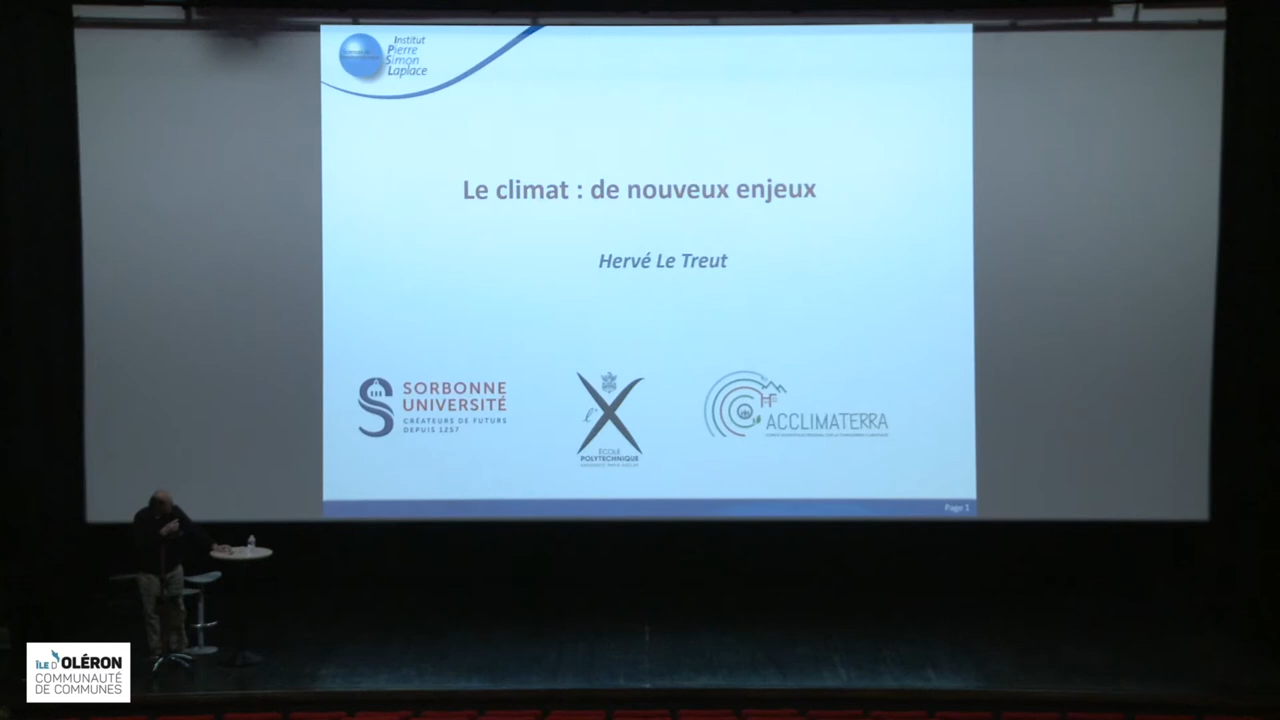 Institut
Pierre
Simon
Laplace
Le climat : de nouveux enjeux
Hervé Le Treut
SORBONNE
UNIVERSITÉ
CRÉATEURS DE FUTURS
DEPUIS 1257
l'X
ÉCOLE
POLYTECHNIQUE
ACCLIMATERRA
Page 1
ÎLE D'OLÉRON
COMMUNAUTÉ
DE COMMUNES